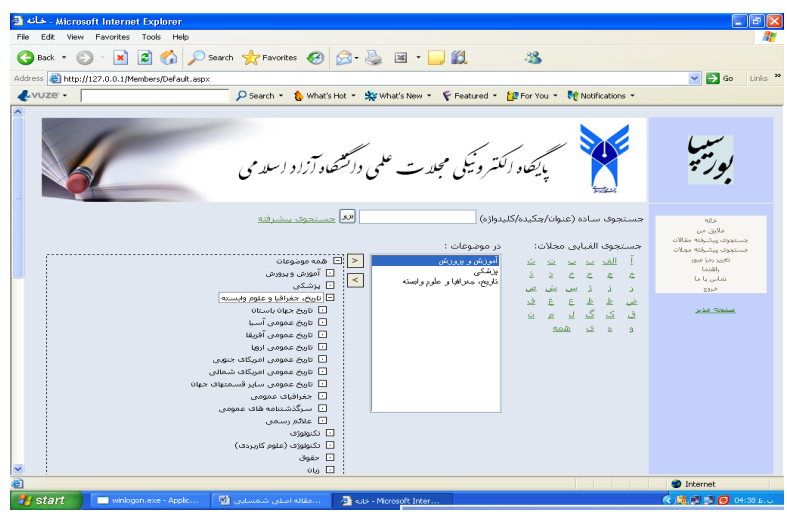 خانه - Microsoft Internet Explorer
File Edit View Favorites Tools Help
Back Search Favorites
Address http://127.0.0.1/Members/Default.aspx Go Links
vuze Search What's Hot What's New Featured For You Notifications
پایگاه الکترونیکی مجلات علمی دانشگاه آزاد اسلامی
جستجوی ساده (عنوان/چکیده/کلیدواژه) جستجوی پیشرفته
خانه
علایق من
جستجوی پیشرفته مقالات
جستجوی پیشرفته مجلات
تغییر رمز عبور
راهنما
تماس با ما
خروج
صفحه مدیر
جستجوی الفبایی مجلات:
آ الف ب پ ت ث
ج چ ح خ د ذ
ر ز ژ س ش ص
ض ط ظ ع غ ف
ق ک گ ل م ن
و ه ی همه
در موضوعات :
آموزش و پرورش
پزشکی
تاریخ، جغرافیا و علوم وابسته
< >
همه موضوعات
آموزش و پرورش
پزشکی
تاریخ، جغرافیا و علوم وابسته
تاریخ جهان باستان
تاریخ عمومی آسیا
تاریخ عمومی آفریقا
تاریخ عمومی اروپا
تاریخ عمومی امریکای جنوبی
تاریخ عمومی امریکای شمالی
تاریخ عمومی سایر قسمتهای جهان
جغرافیای عمومی
سرگذشتنامه های عمومی
علائم رسمی
تکنولوژی
تکنولوژی (علوم کاربردی)
حقوق
زبان
Internet
start winlogon.exe - Applic... مقاله اصلی شمسایی... خانه - Microsoft Inter... 04:38 ب.ظ